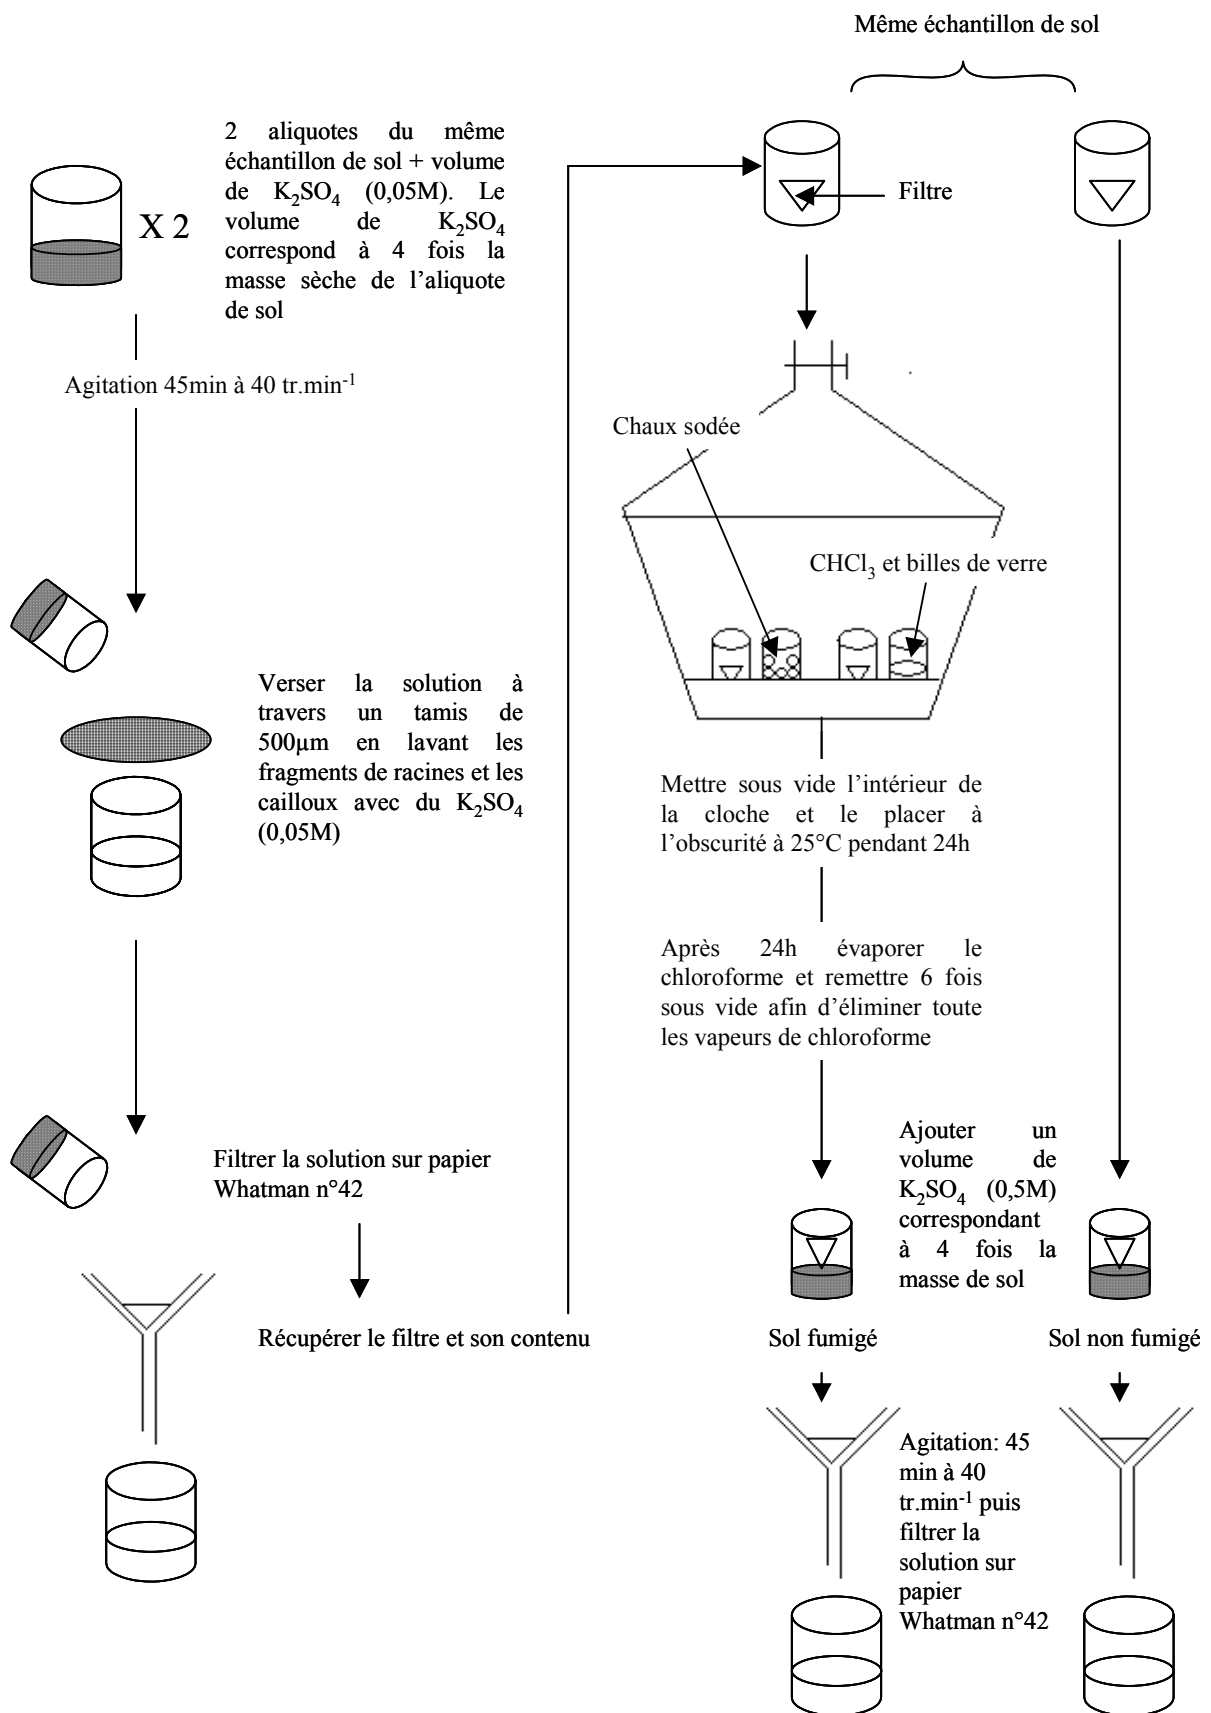 Même échantillon de sol
2 aliquotes du même
échantillon de sol + volume
de K₂SO₄ (0,05M). Le
volume de K₂SO₄
correspond à 4 fois la
masse sèche de l’aliquote
de sol
X 2
Filtre
Agitation 45min à 40 tr.min⁻¹
Chaux sodée
CHCl₃ et billes de verre
Verser la solution à
travers un tamis de
500µm en lavant les
fragments de racines et les
cailloux avec du K₂SO₄
(0,05M)
Mettre sous vide l’intérieur de
la cloche et le placer à
l’obscurité à 25°C pendant 24h
Après 24h évaporer le
chloroforme et remettre 6 fois
sous vide afin d’éliminer toute
les vapeurs de chloroforme
Filtrer la solution sur papier
Whatman n°42
Récupérer le filtre et son contenu
Ajouter un
volume de
K₂SO₄ (0,5M)
correspondant
à 4 fois la
masse de sol
Sol fumigé
Sol non fumigé
Agitation: 45
min à 40
tr.min⁻¹ puis
filtrer la
solution sur
papier
Whatman n°42